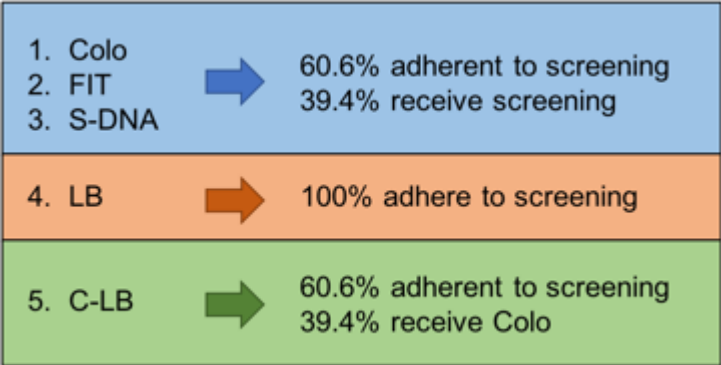 1. Colo
2. FIT
3. S-DNA
60.6% adherent to screening
39.4% receive screening
4. LB
100% adhere to screening
5. C-LB
60.6% adherent to screening
39.4% receive Colo